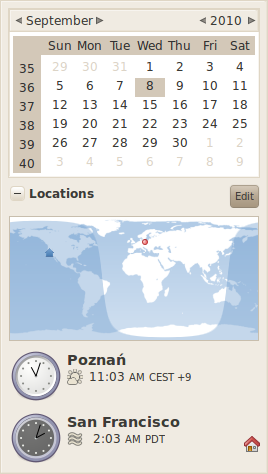 September 2010
Sun Mon Tue Wed Thu Fri Sat
35 29 30 31 1 2 3 4
36 5 6 7 8 9 10 11
37 12 13 14 15 16 17 18
38 19 20 21 22 23 24 25
39 26 27 28 29 30 1 2
40 3 4 5 6 7 8 9
Locations Edit
Poznań
11:03 AM CEST +9
San Francisco
2:03 AM PDT